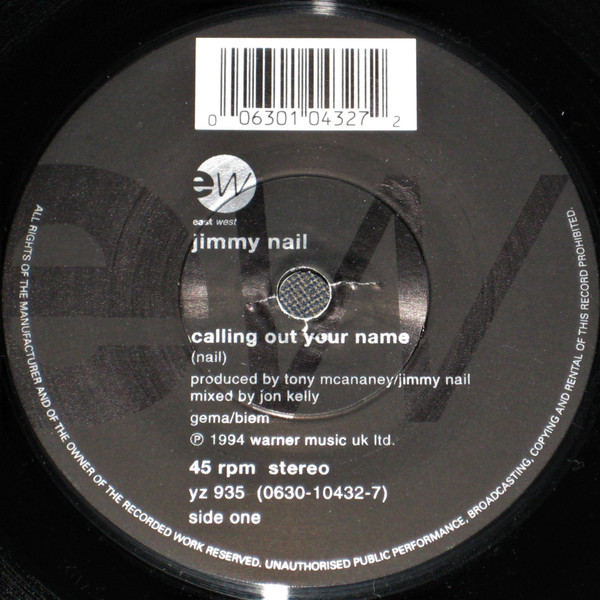 0 06301 04327 2
ew
east west
jimmy nail
calling out your name
(nail)
produced by tony mcananey/jimmy nail
mixed by jon kelly
gema/biem
℗ 1994 warner music uk ltd.
45 rpm stereo
yz 935 (0630-10432-7)
side one
ALL RIGHTS OF THE MANUFACTURER AND OF THE OWNER OF THE RECORDED WORK RESERVED. UNAUTHORISED PUBLIC PERFORMANCE, BROADCASTING, COPYING AND RENTAL OF THIS RECORD PROHIBITED.
ew